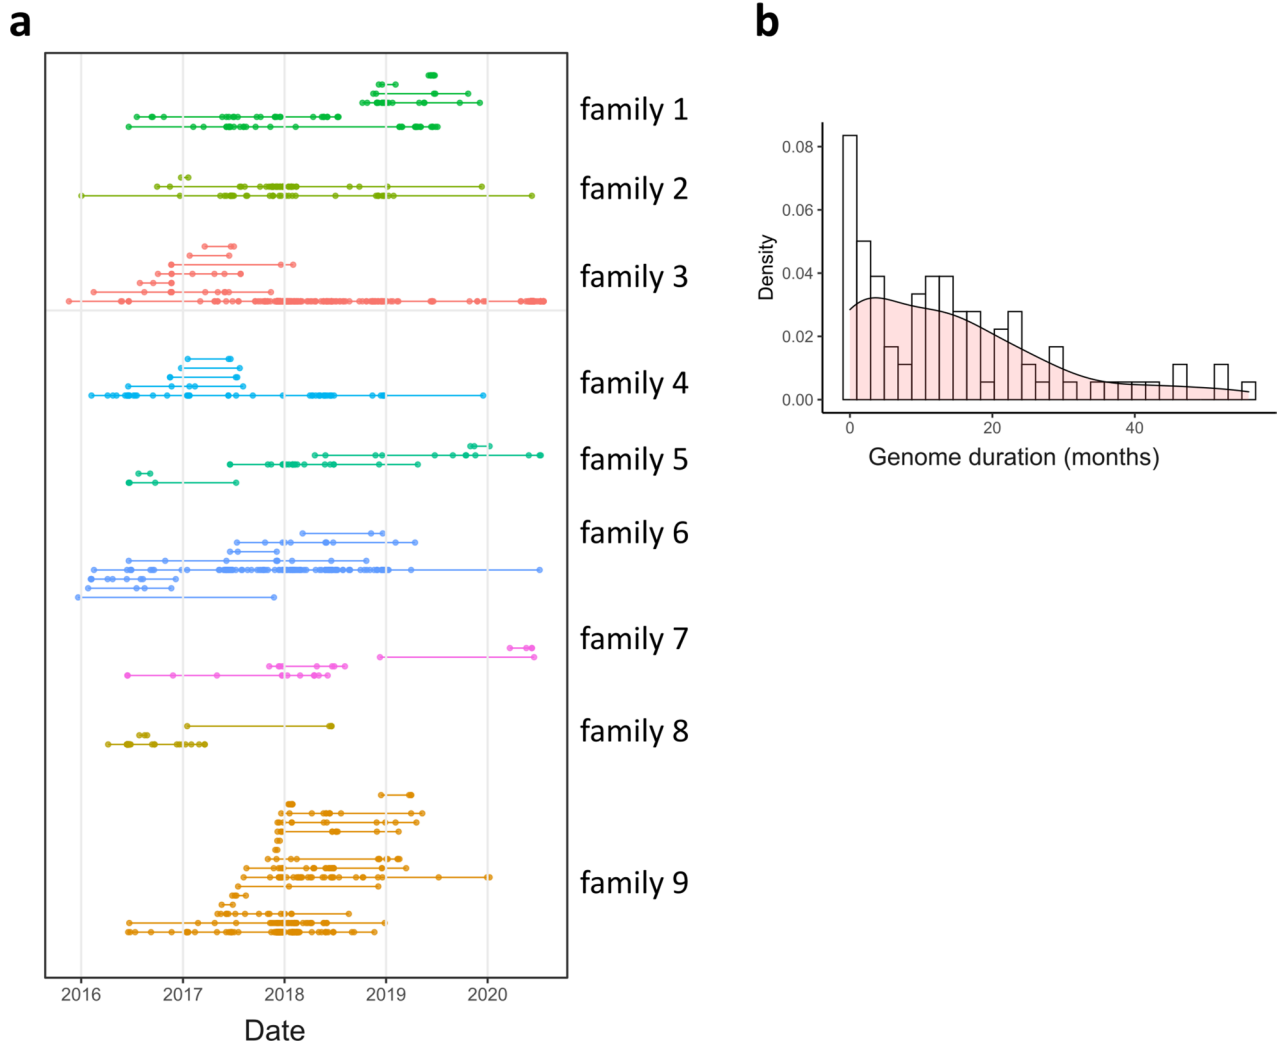 a
family 1
family 2
family 3
family 4
family 5
family 6
family 7
family 8
family 9
2016 2017 2018 2019 2020
Date
b
0.08
0.06
0.04
0.02
0.00
Density
0 20 40
Genome duration (months)